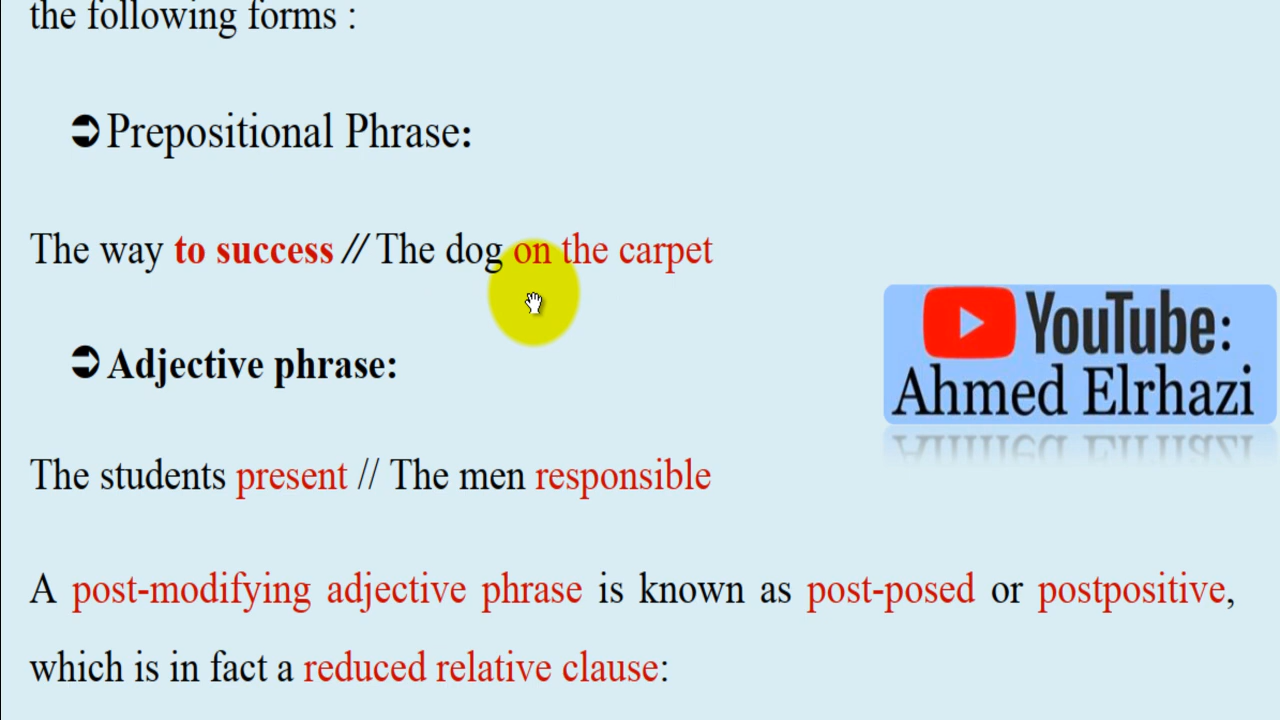 the following forms :
➲ Prepositional Phrase:
The way to success // The dog on the carpet
YouTube:
Ahmed Elrhazi
➲ Adjective phrase:
The students present // The men responsible
A post-modifying adjective phrase is known as post-posed or postpositive,
which is in fact a reduced relative clause: